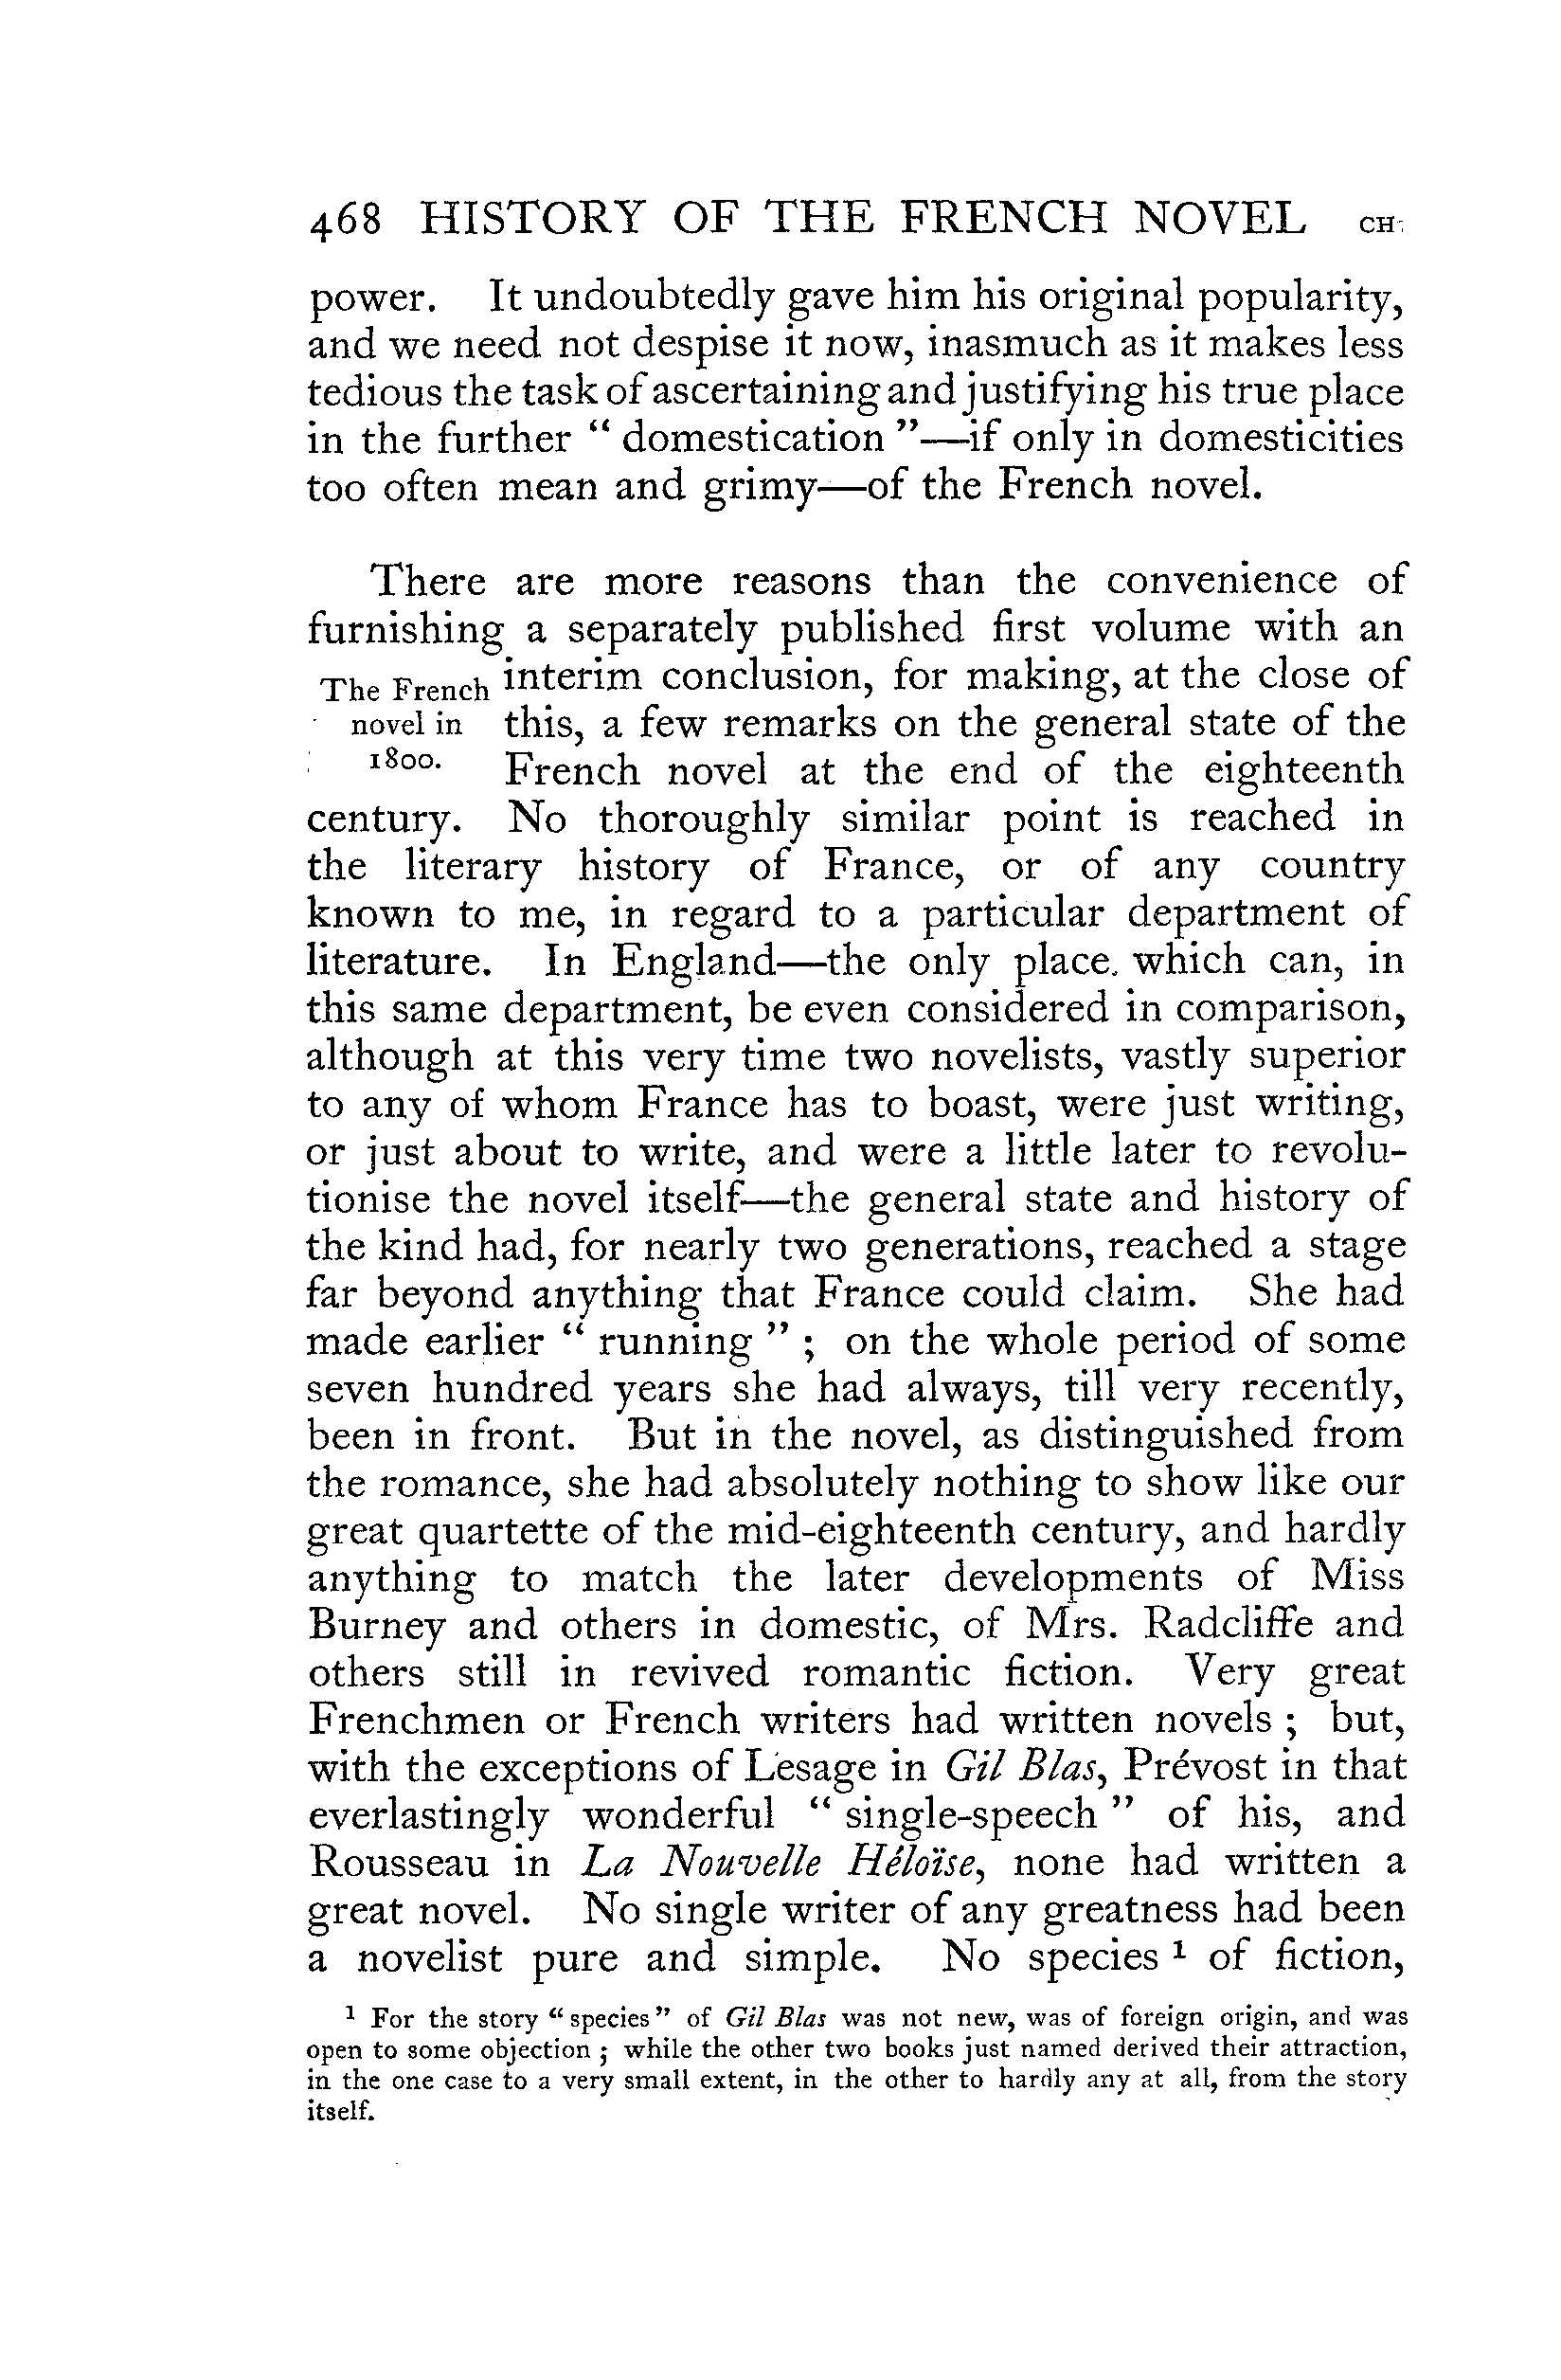 468 HISTORY OF THE FRENCH NOVEL CH.
power. It undoubtedly gave him his original popularity,
and we need not despise it now, inasmuch as it makes less
tedious the task of ascertaining and justifying his true place
in the further “ domestication ”—if only in domesticities
too often mean and grimy—of the French novel.
There are more reasons than the convenience of
furnishing a separately published first volume with an
The French interim conclusion, for making, at the close of
novel in this, a few remarks on the general state of the
1800. French novel at the end of the eighteenth
century. No thoroughly similar point is reached in
the literary history of France, or of any country
known to me, in regard to a particular department of
literature. In England—the only place. which can, in
this same department, be even considered in comparison,
although at this very time two novelists, vastly superior
to any of whom France has to boast, were just writing,
or just about to write, and were a little later to revolu-
tionise the novel itself—the general state and history of
the kind had, for nearly two generations, reached a stage
far beyond anything that France could claim. She had
made earlier “ running ” ; on the whole period of some
seven hundred years she had always, till very recently,
been in front. But in the novel, as distinguished from
the romance, she had absolutely nothing to show like our
great quartette of the mid-eighteenth century, and hardly
anything to match the later developments of Miss
Burney and others in domestic, of Mrs. Radcliffe and
others still in revived romantic fiction. Very great
Frenchmen or French writers had written novels ; but,
with the exceptions of Lesage in Gil Blas, Prévost in that
everlastingly wonderful “ single-speech ” of his, and
Rousseau in La Nouvelle Héloïse, none had written a
great novel. No single writer of any greatness had been
a novelist pure and simple. No species ¹ of fiction,
¹ For the story “ species ” of Gil Blas was not new, was of foreign origin, and was
open to some objection ; while the other two books just named derived their attraction,
in the one case to a very small extent, in the other to hardly any at all, from the story
itself.